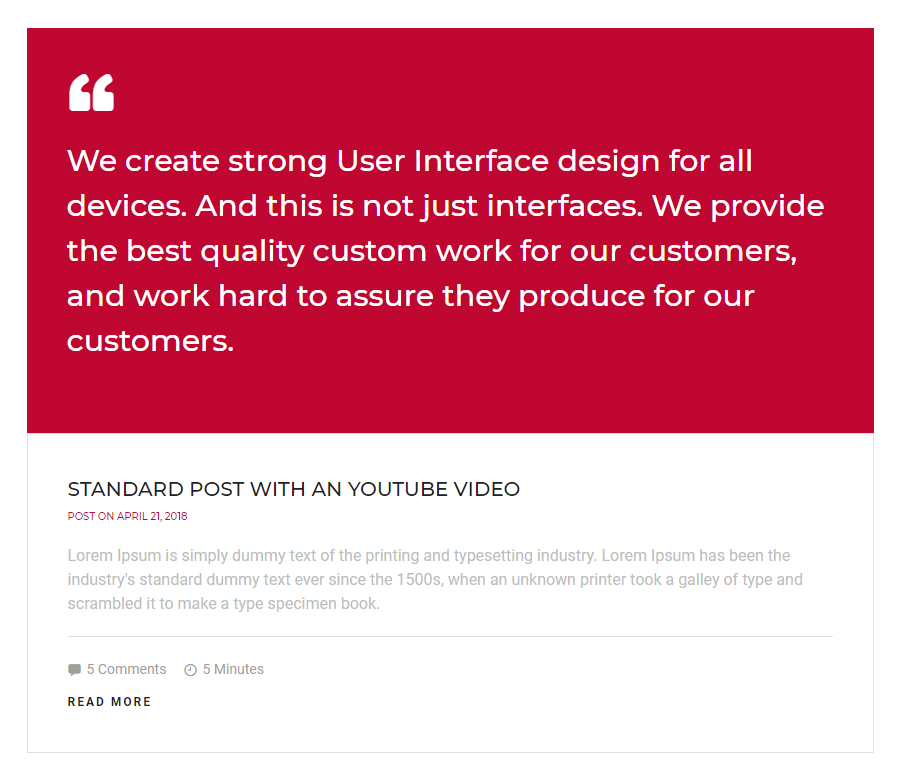 “
We create strong User Interface design for all
devices. And this is not just interfaces. We provide
the best quality custom work for our customers,
and work hard to assure they produce for our
customers.
STANDARD POST WITH AN YOUTUBE VIDEO
POST ON APRIL 21, 2018
Lorem Ipsum is simply dummy text of the printing and typesetting industry. Lorem Ipsum has been the
industry's standard dummy text ever since the 1500s, when an unknown printer took a galley of type and
scrambled it to make a type specimen book.
5 Comments 5 Minutes
READ MORE